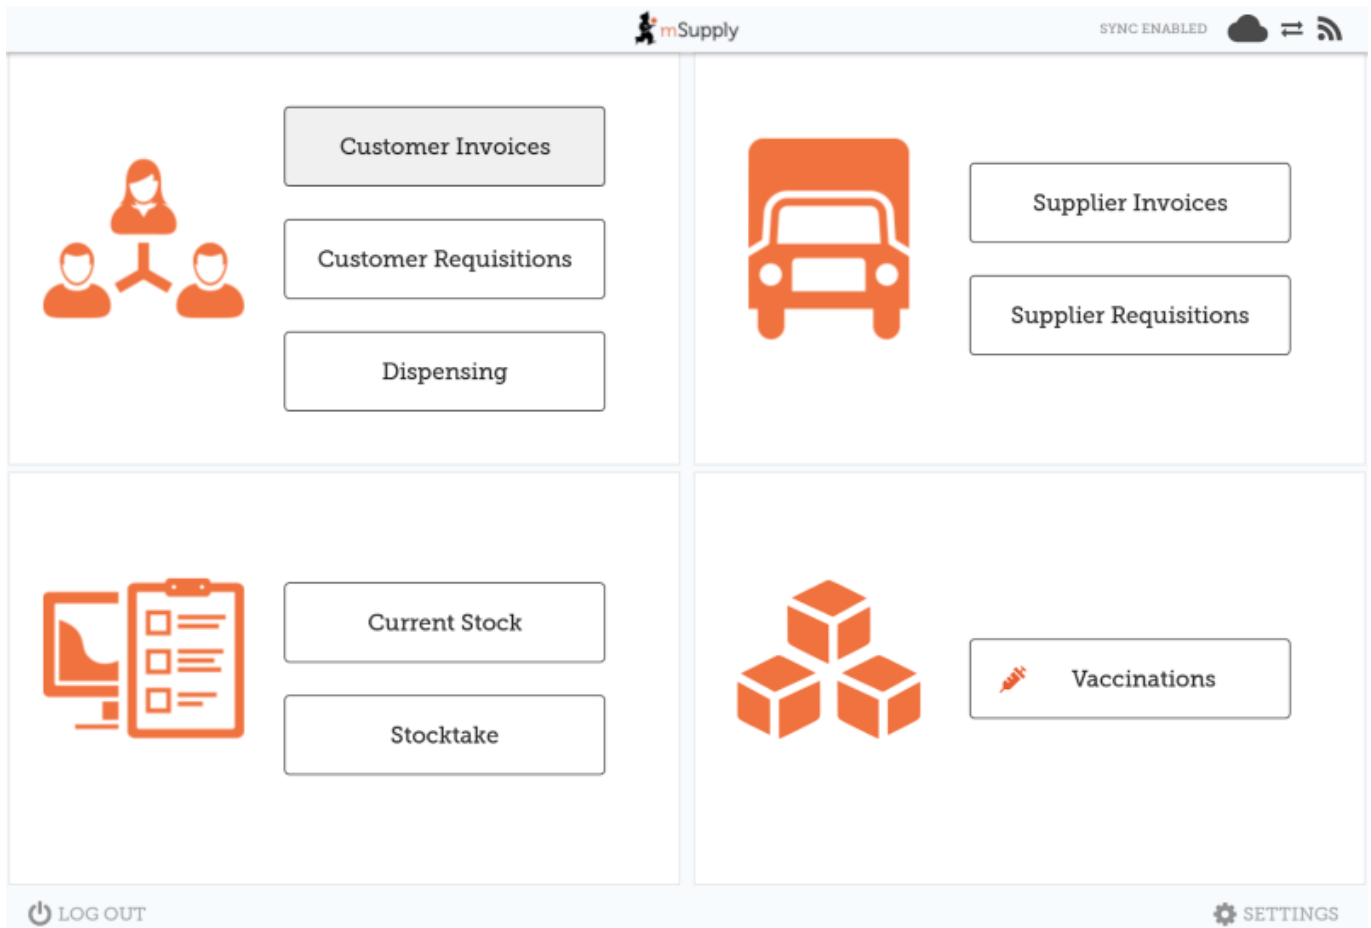 mSupply
SYNC ENABLED
Customer Invoices
Customer Requisitions
Dispensing
Supplier Invoices
Supplier Requisitions
Current Stock
Stocktake
Vaccinations
LOG OUT
SETTINGS